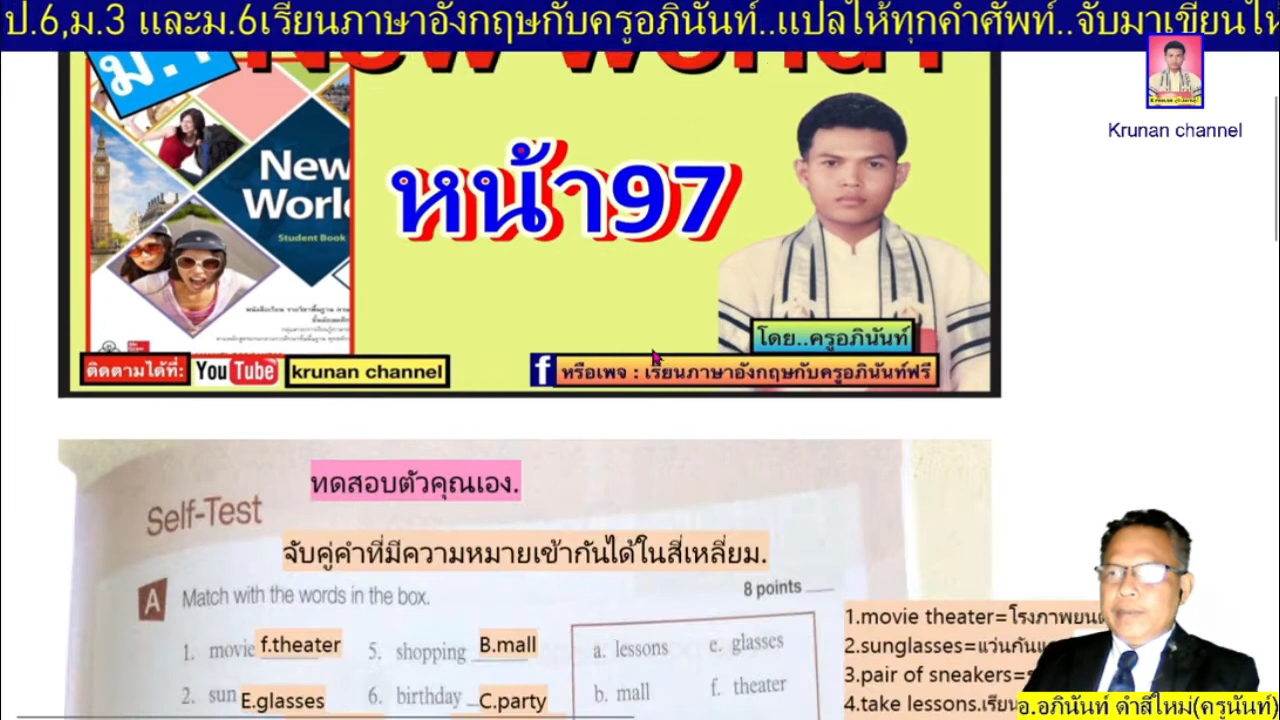 ป.6,ม.3 และม.6เรียนภาษาอังกฤษกับครูอภินันท์..แปลให้ทุกคำศัพท์..จับมาเขียน
Krunan channel
New
Student Book
หน้า97
โดย..ครูอภินันท์
ติดตามได้ที่: YouTube krunan channel
f หรือเพจ : เรียนภาษาอังกฤษกับครูอภินันท์ฟรี
ทดสอบตัวคุณเอง.
Self-Test
จับคู่คำที่มีความหมายเข้ากันได้ในสี่เหลี่ยม.
A Match with the words in the box. 8 points
1. movie f.theater 5. shopping B.mall
2. sun E.glasses 6. birthday C.party
a. lessons e. glasses
b. mall f. theater
1.movie theater=โรงภาพยนต
2.sunglasses=แว่นกัน
3.pair of sneakers=
4.take lessons.เรียน
อ.อภินันท์ ดำสีใหม่(ครูนันท์)